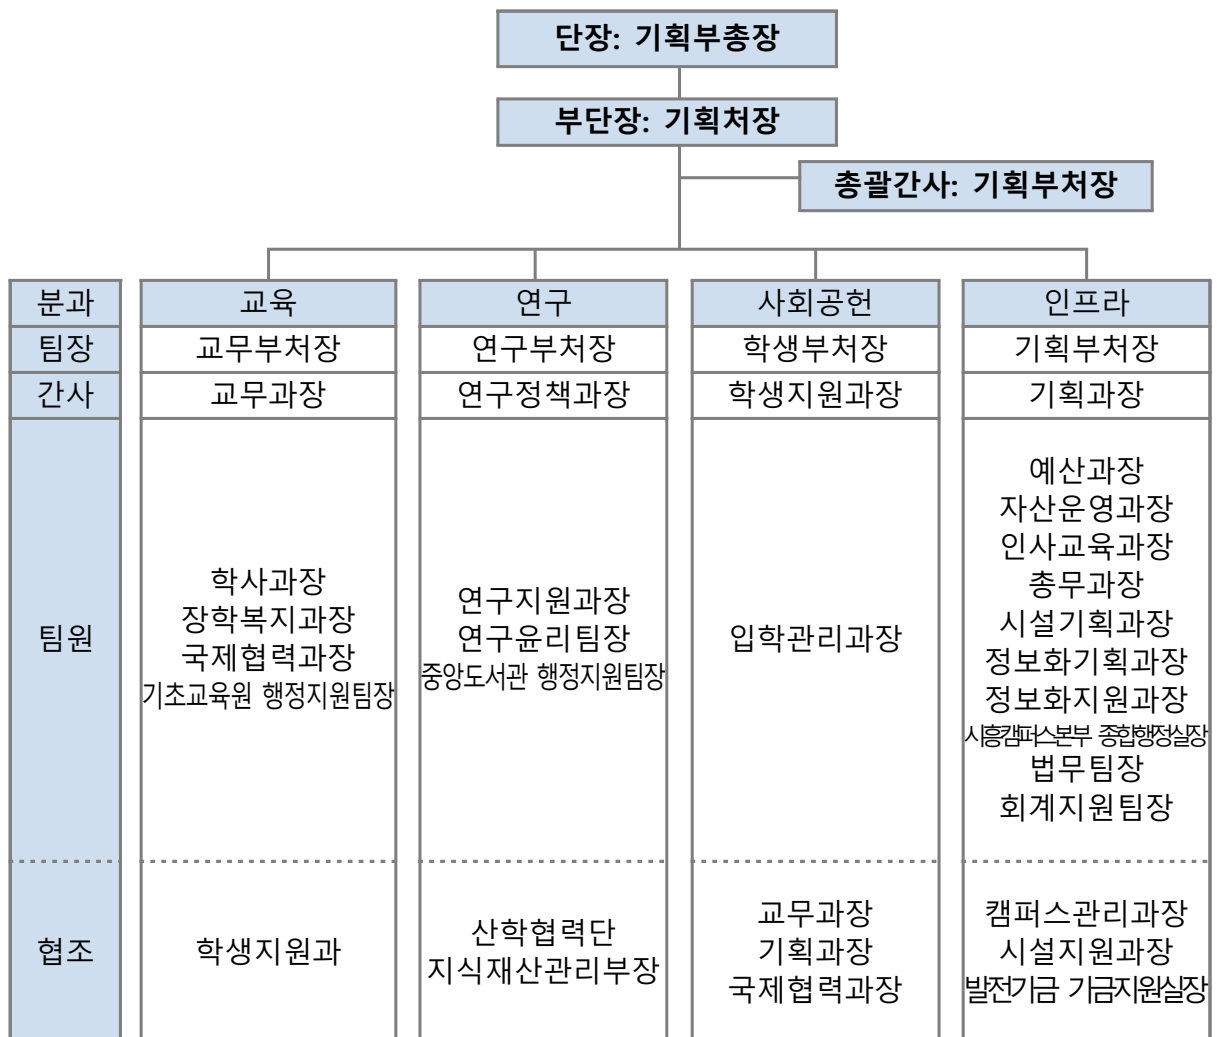 단장: 기획부총장
부단장: 기획처장
총괄간사: 기획부처장
분과 교육 연구 사회공헌 인프라
팀장 교무부처장 연구부처장 학생부처장 기획부처장
간사 교무과장 연구정책과장 학생지원과장 기획과장
팀원
학사과장
장학복지과장
국제협력과장
기초교육원 행정지원팀장
연구지원과장
연구윤리팀장
중앙도서관 행정지원팀장
입학관리과장
예산과장
자산운영과장
인사교육과장
총무과장
시설기획과장
정보화기획과장
정보화지원과장
시흥캠퍼스본부 종합행정실장
법무팀장
회계지원팀장
협조
학생지원과
산학협력단
지식재산관리부장
교무과장
기획과장
국제협력과장
캠퍼스관리과장
시설지원과장
발전기금 기금지원실장